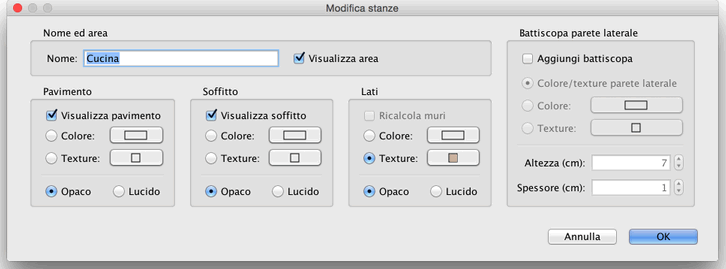 Modifica stanze
Nome ed area
Nome: Cucina
Visualizza area
Pavimento
Visualizza pavimento
Colore:
Texture:
Opaco Lucido
Soffitto
Visualizza soffitto
Colore:
Texture:
Opaco Lucido
Lati
Ricalcola muri
Colore:
Texture:
Opaco Lucido
Battiscopa parete laterale
Aggiungi battiscopa
Colore/texture parete laterale
Colore:
Texture:
Altezza (cm): 7
Spessore (cm): 1
Annulla OK